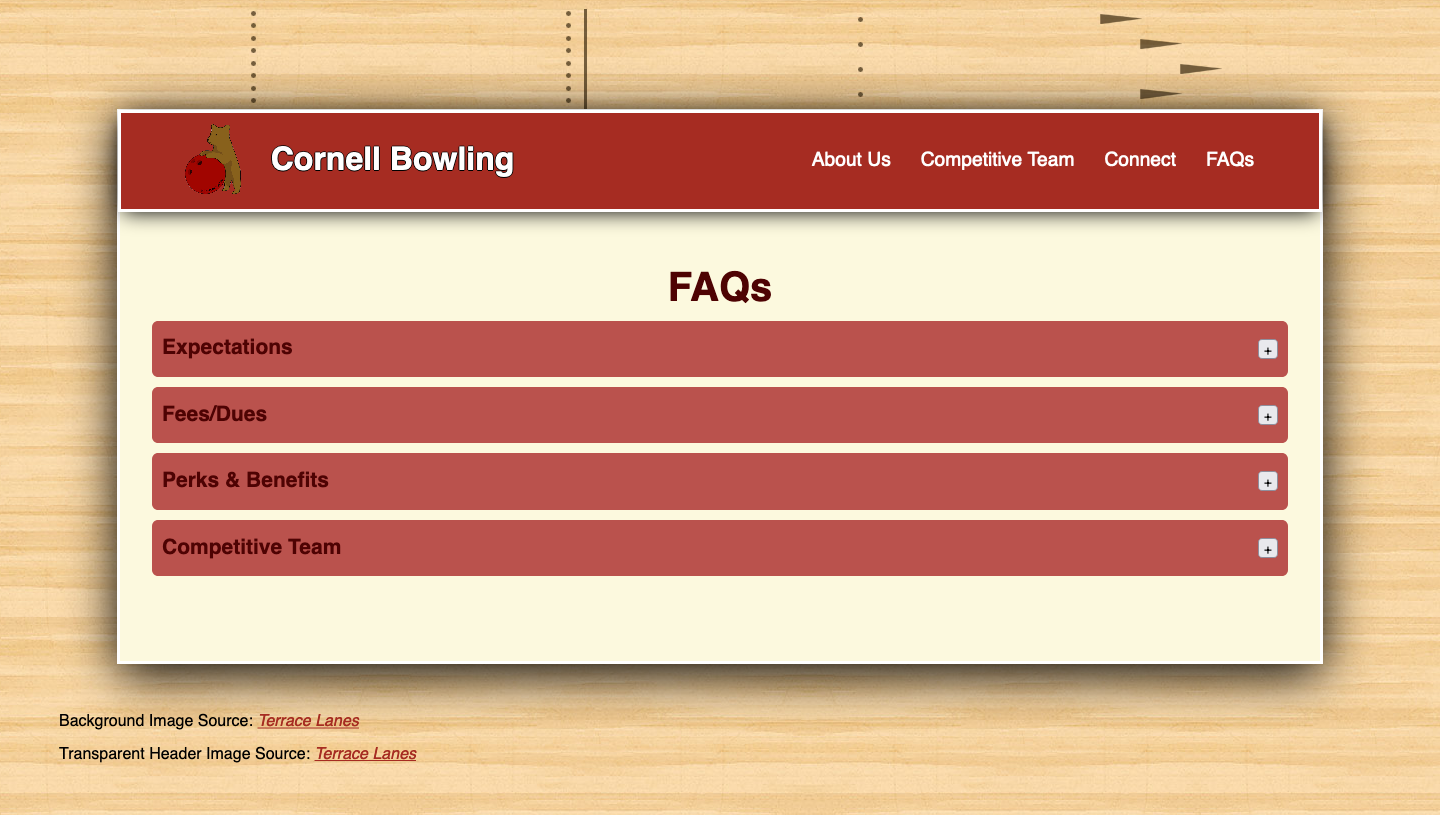 Cornell Bowling
About Us Competitive Team Connect FAQs
FAQs
Expectations +
Fees/Dues +
Perks & Benefits +
Competitive Team +
Background Image Source: Terrace Lanes
Transparent Header Image Source: Terrace Lanes